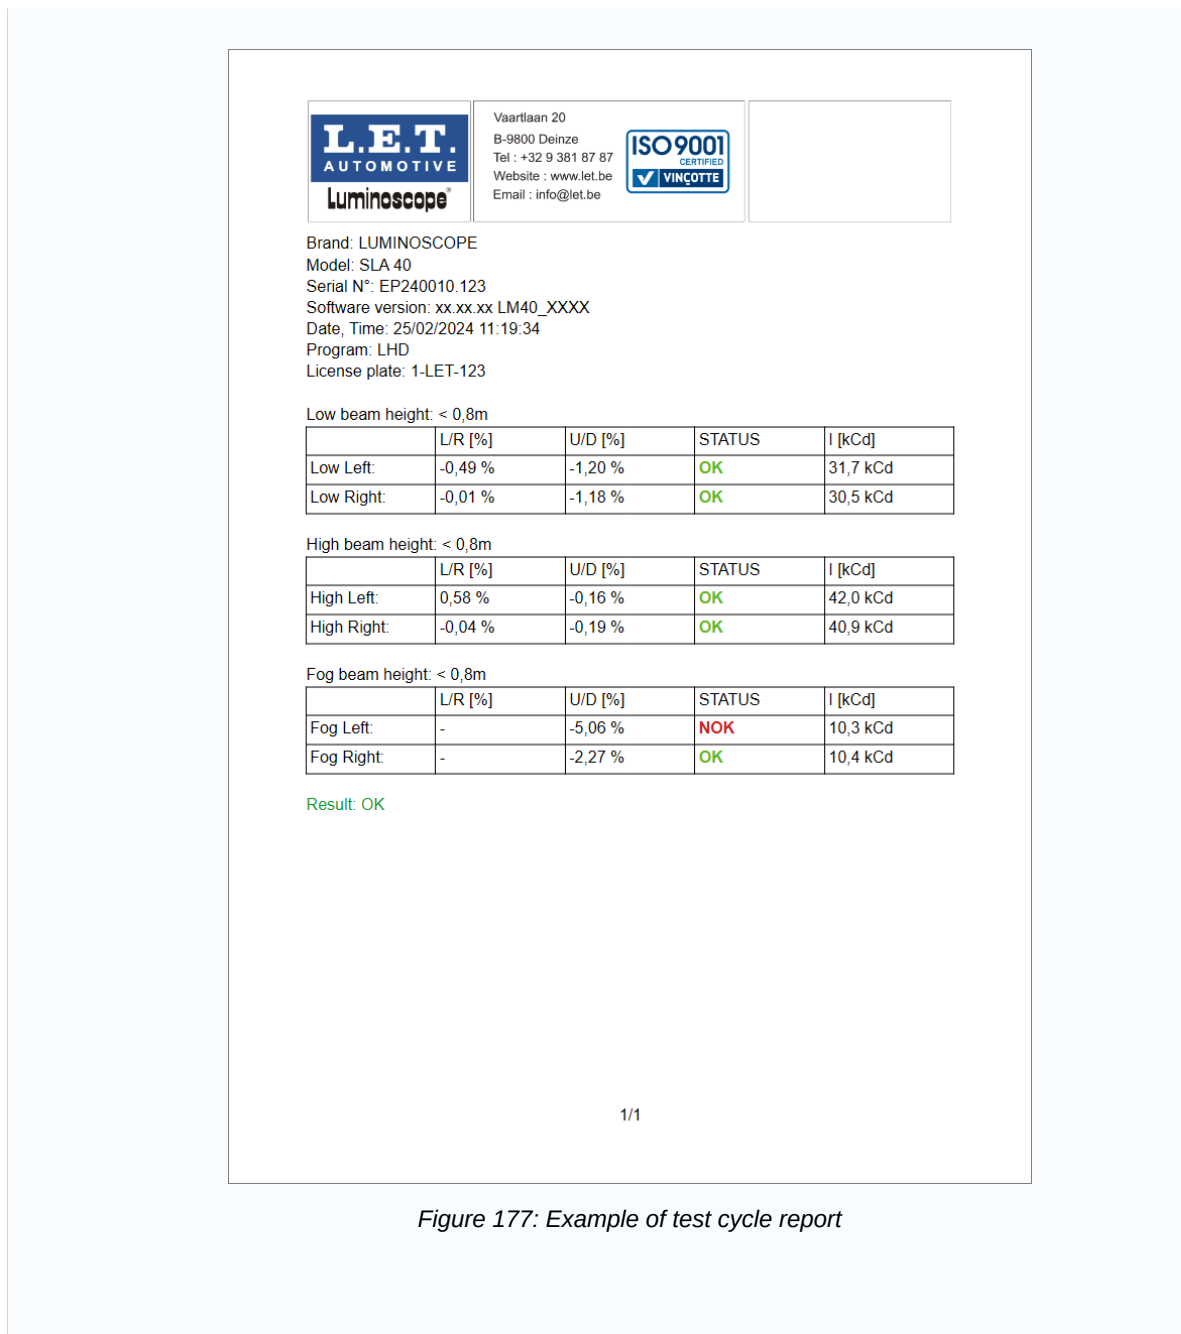 L.E.T.
AUTOMOTIVE
Luminoscope®
Vaartlaan 20
B-9800 Deinze
Tel : +32 9 381 87 87
Website : www.let.be
Email : info@let.be
ISO 9001
CERTIFIED
VINÇOTTE
Brand: LUMINOSCOPE
Model: SLA 40
Serial N°: EP240010.123
Software version: xx.xx.xx LM40_XXXX
Date, Time: 25/02/2024 11:19:34
Program: LHD
License plate: 1-LET-123
Low beam height: < 0,8m
L/R [%] U/D [%] STATUS I [kCd]
Low Left: -0,49 % -1,20 % OK 31,7 kCd
Low Right: -0,01 % -1,18 % OK 30,5 kCd
High beam height: < 0,8m
L/R [%] U/D [%] STATUS I [kCd]
High Left: 0,58 % -0,16 % OK 42,0 kCd
High Right: -0,04 % -0,19 % OK 40,9 kCd
Fog beam height: < 0,8m
L/R [%] U/D [%] STATUS I [kCd]
Fog Left: - -5,06 % NOK 10,3 kCd
Fog Right: - -2,27 % OK 10,4 kCd
Result: OK
1/1
Figure 177: Example of test cycle report